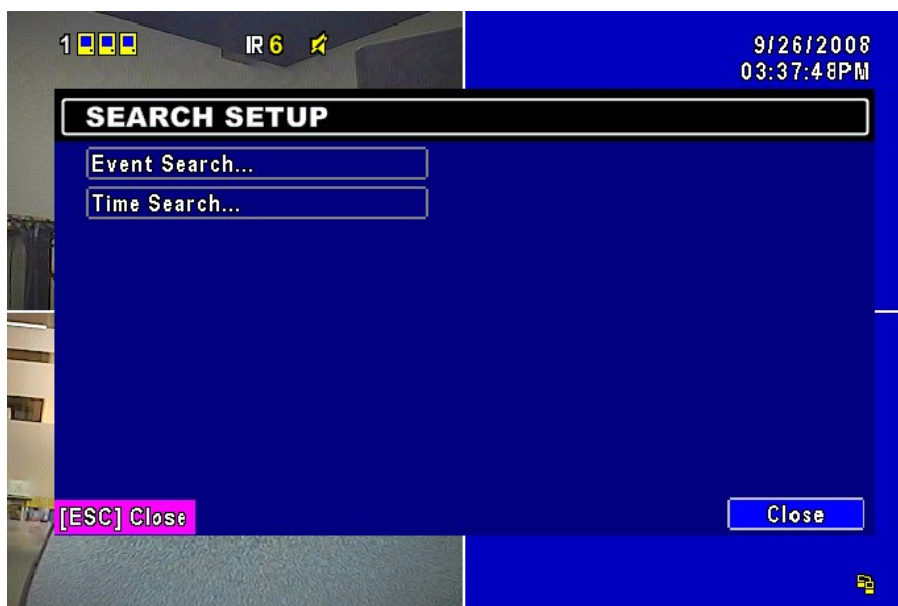 1 IR 6 9/26/2008
03:37:48PM
SEARCH SETUP
Event Search...
Time Search...
[ESC] Close
Close